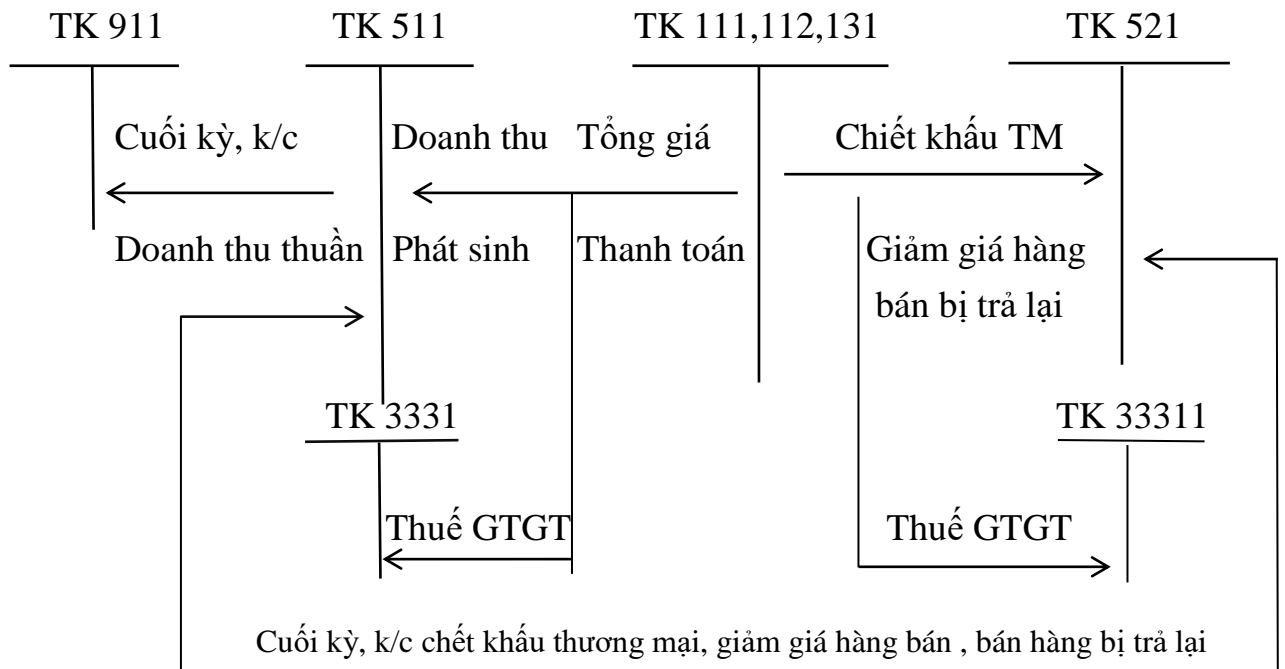 TK 911 TK 511 TK 111,112,131 TK 521
Cuối kỳ, k/c Doanh thu Tổng giá Chiết khấu TM
Doanh thu thuần Phát sinh Thanh toán Giảm giá hàng
bán bị trả lại
TK 3331 TK 33311
Thuế GTGT Thuế GTGT
Cuối kỳ, k/c chết khấu thương mại, giảm giá hàng bán , bán hàng bị trả lại